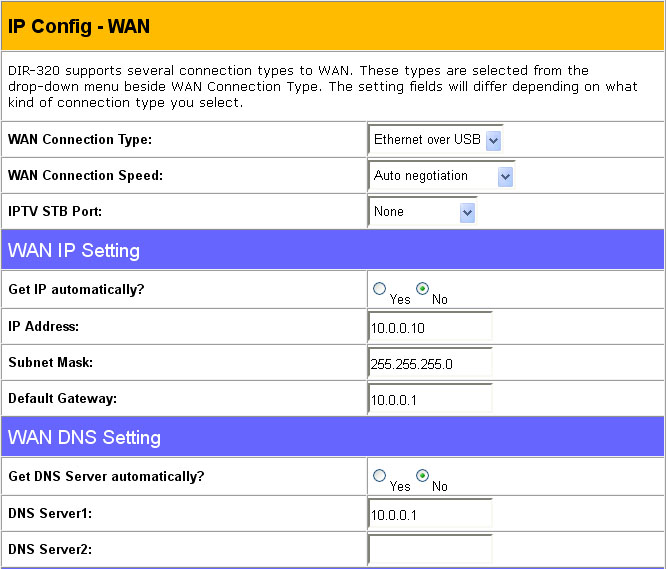 IP Config - WAN
DIR-320 supports several connection types to WAN. These types are selected from the
drop-down menu beside WAN Connection Type. The setting fields will differ depending on what
kind of connection type you select.
WAN Connection Type: Ethernet over USB
WAN Connection Speed: Auto negotiation
IPTV STB Port: None
WAN IP Setting
Get IP automatically? Yes No
IP Address: 10.0.0.10
Subnet Mask: 255.255.255.0
Default Gateway: 10.0.0.1
WAN DNS Setting
Get DNS Server automatically? Yes No
DNS Server1: 10.0.0.1
DNS Server2: